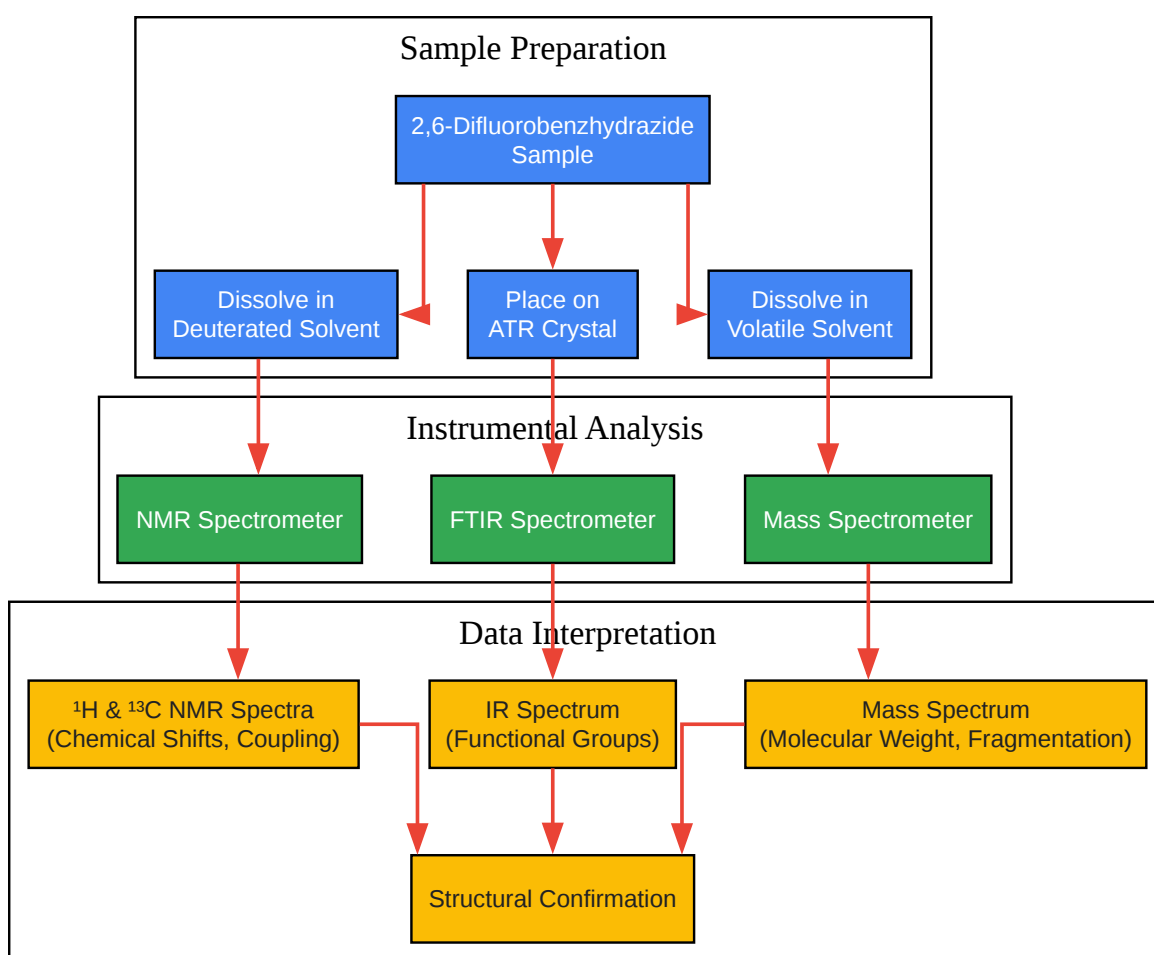 Sample Preparation
2,6-Difluorobenzhydrazide
Sample
Dissolve in
Deuterated Solvent
Place on
ATR Crystal
Dissolve in
Volatile Solvent
Instrumental Analysis
NMR Spectrometer
FTIR Spectrometer
Mass Spectrometer
Data Interpretation
¹H & ¹³C NMR Spectra
(Chemical Shifts, Coupling)
IR Spectrum
(Functional Groups)
Mass Spectrum
(Molecular Weight, Fragmentation)
Structural Confirmation